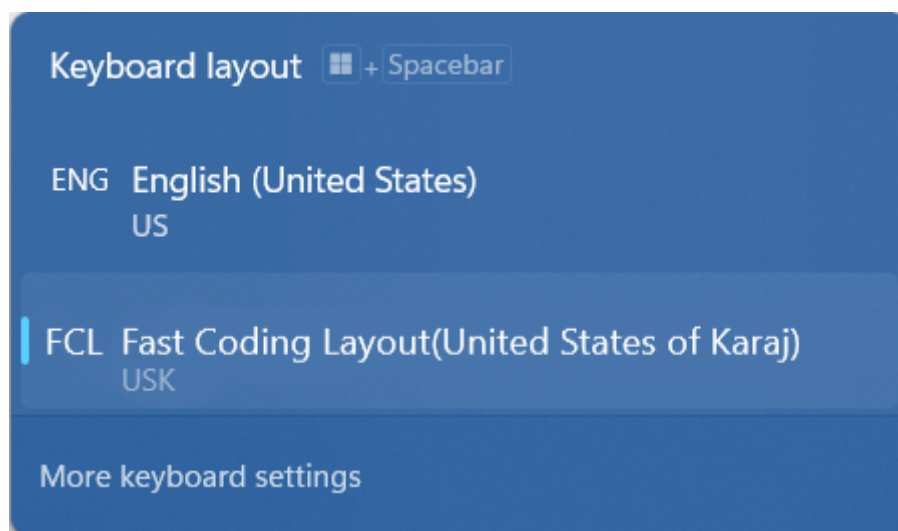 Keyboard layout + Spacebar
ENG English (United States)
US
FCL Fast Coding Layout(United States of Karaj)
USK
More keyboard settings